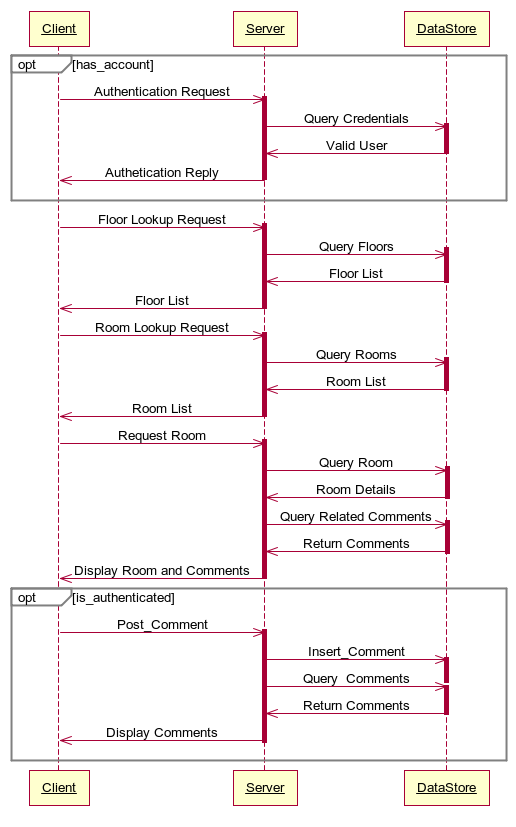 Client Server DataStore
opt [has_account]
Authentication Request
Query Credentials
Valid User
Authetication Reply
Floor Lookup Request
Query Floors
Floor List
Floor List
Room Lookup Request
Query Rooms
Room List
Room List
Request Room
Query Room
Room Details
Query Related Comments
Return Comments
Display Room and Comments
opt [is_authenticated]
Post_Comment
Insert_Comment
Query  Comments
Return Comments
Display Comments
Client Server DataStore